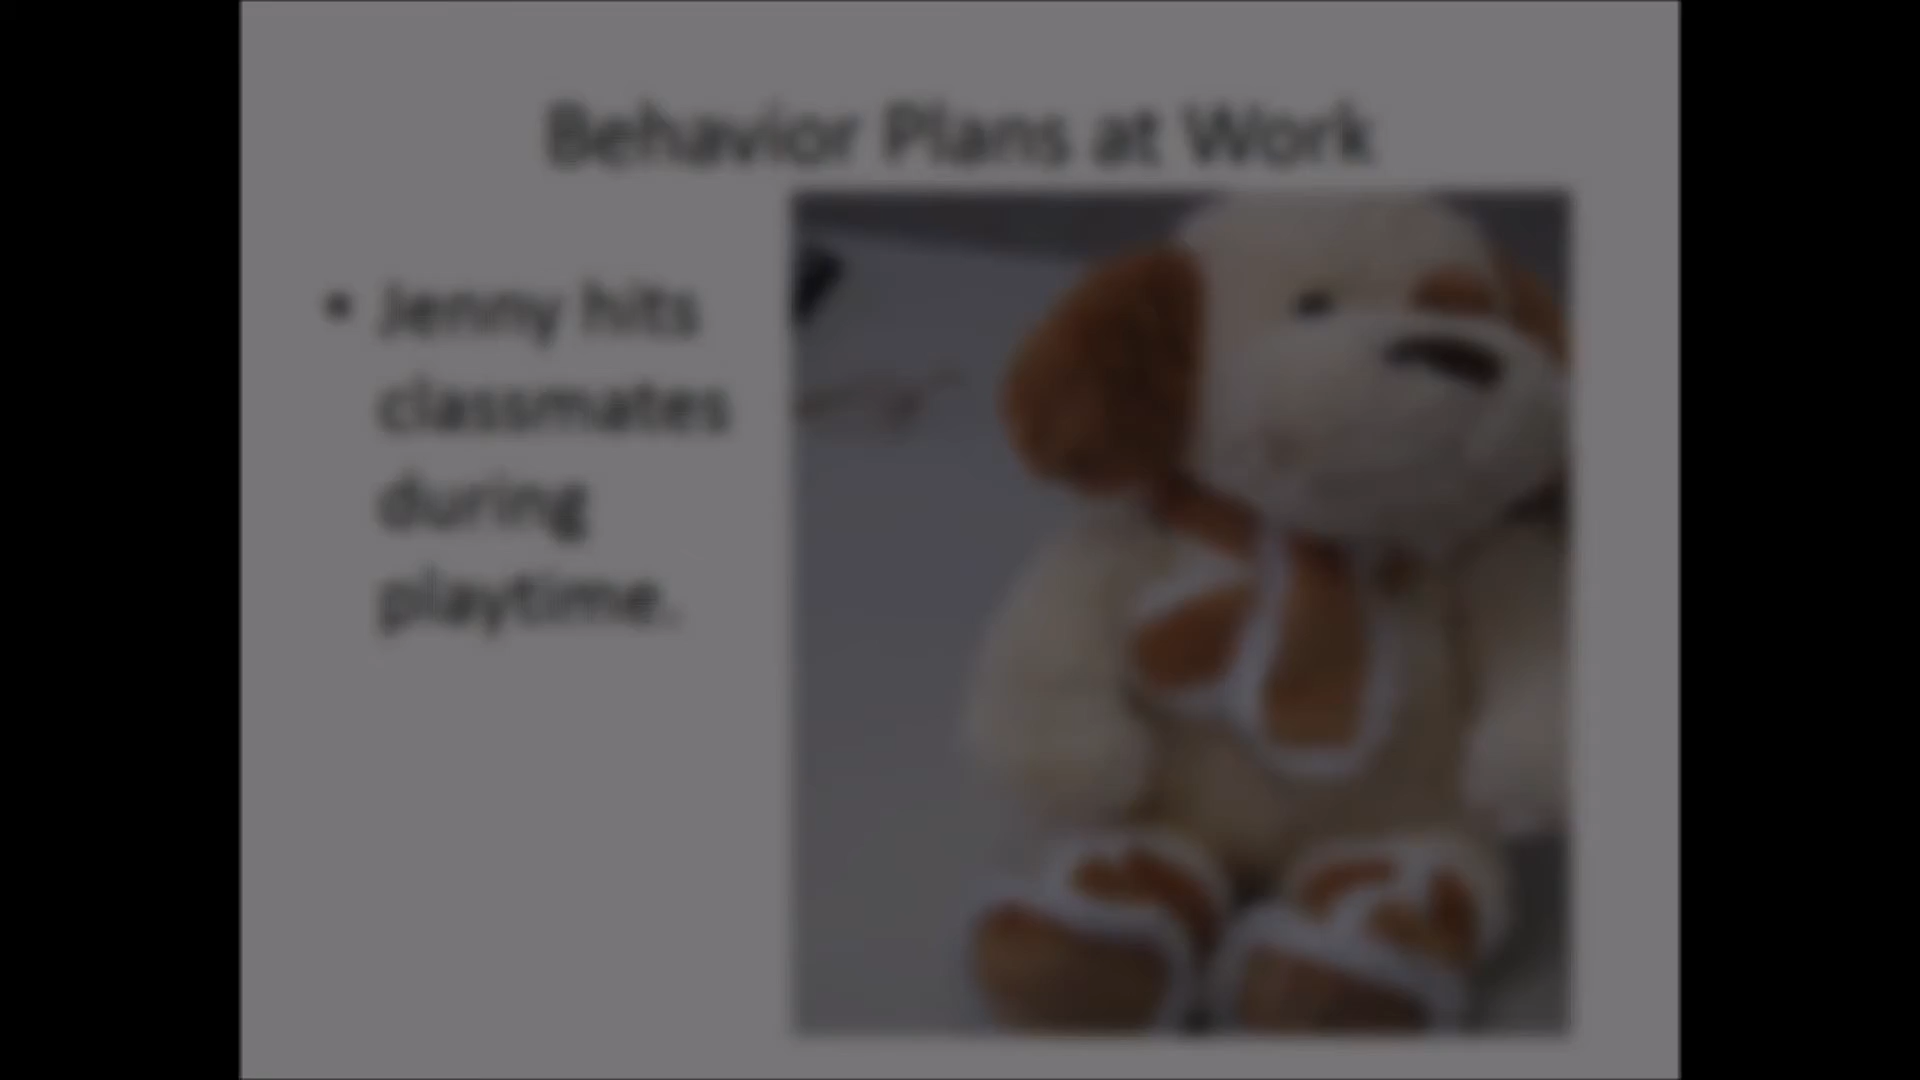 Behavior Plans at Work
• Jenny hits
classmates
during
playtime.